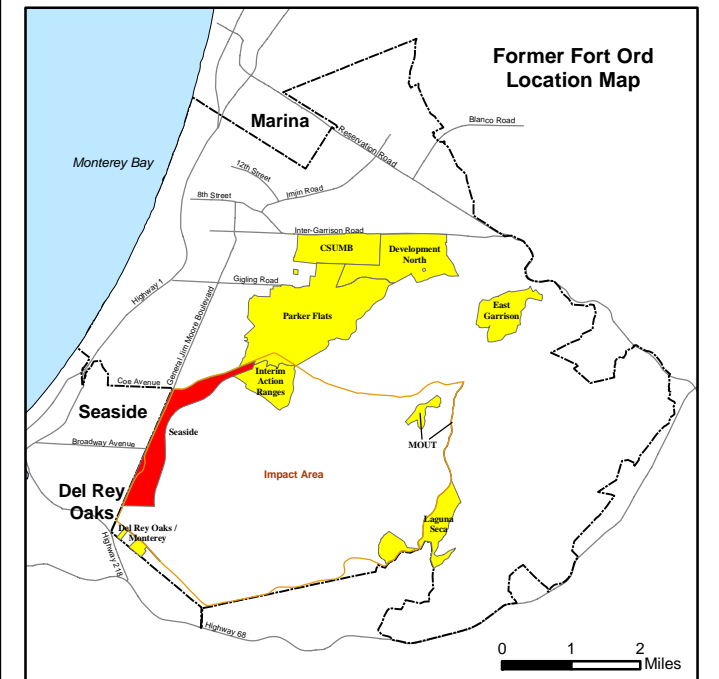 Former Fort Ord
Location Map
Marina
Blanco Road
Reservation Road
Monterey Bay
12th Street
Imjin Road
8th Street
Inter-Garrison Road
CSUMB
Development
North
Gigling Road
Highway 1
General Jim Moore Boulevard
Parker Flats
East
Garrison
Interim
Action
Ranges
Coe Avenue
Seaside
Seaside
Broadway Avenue
MOUT
Impact Area
Del Rey
Oaks
Del Rey Oaks /
Monterey
Laguna
Seca
Highway 218
Highway 68
0 1 2
Miles